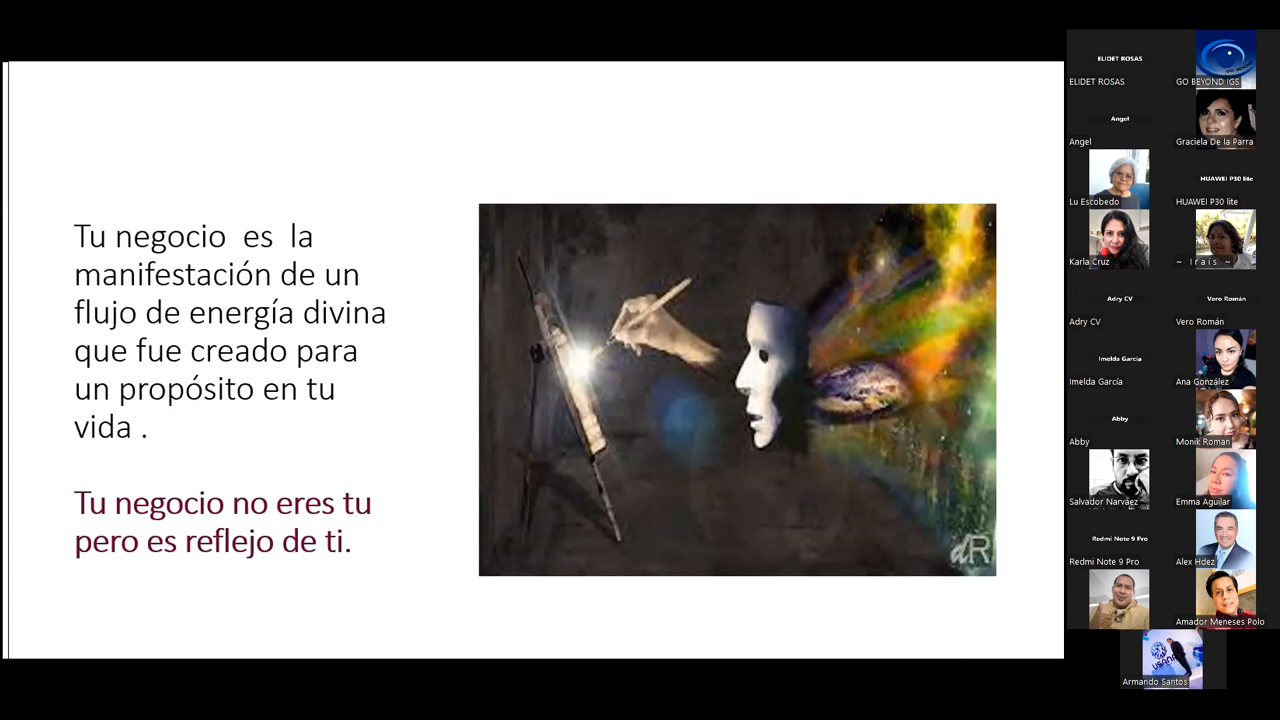 Tu negocio es la
manifestación de un
flujo de energía divina
que fue creado para
un propósito en tu
vida .
Tu negocio no eres tu
pero es reflejo de ti.
dR
ELIDET ROSAS
ELIDET ROSAS
GO BEYOND IGS
Angel
Angel
Graciela De la Parra
Lu Escobedo
HUAWEI P30 lite
HUAWEI P30 lite
Karla Cruz
~ I r a í s ~
Adry CV
Adry CV
Vero Román
Vero Román
Imelda Garcia
Imelda García
Ana González
Abby
Abby
Monik Roman
Salvador Narváez
Emma Aguilar
Redmi Note 9 Pro
Redmi Note 9 Pro
Alex Hdez
Amador Meneses Polo
USANA
Armando Santos